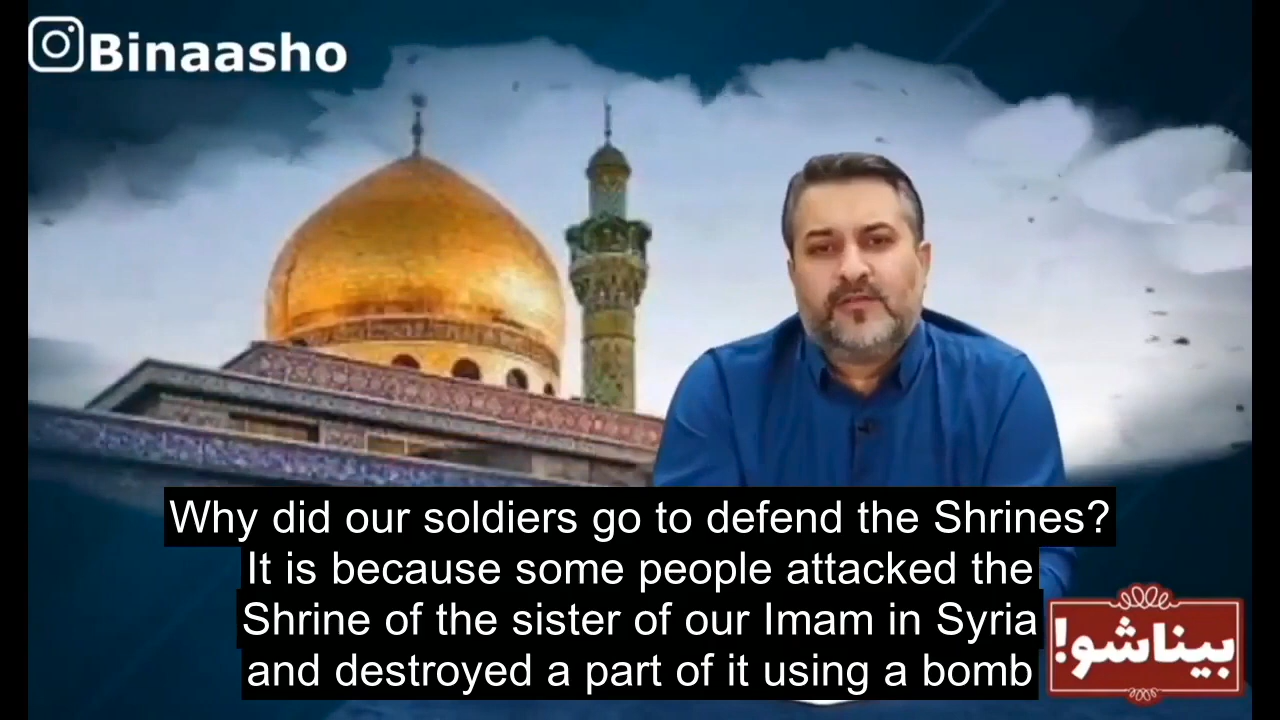 Binaasho
Why did our soldiers go to defend the Shrines?
It is because some people attacked the
Shrine of the sister of our Imam in Syria
and destroyed a part of it using a bomb
بیناشو!